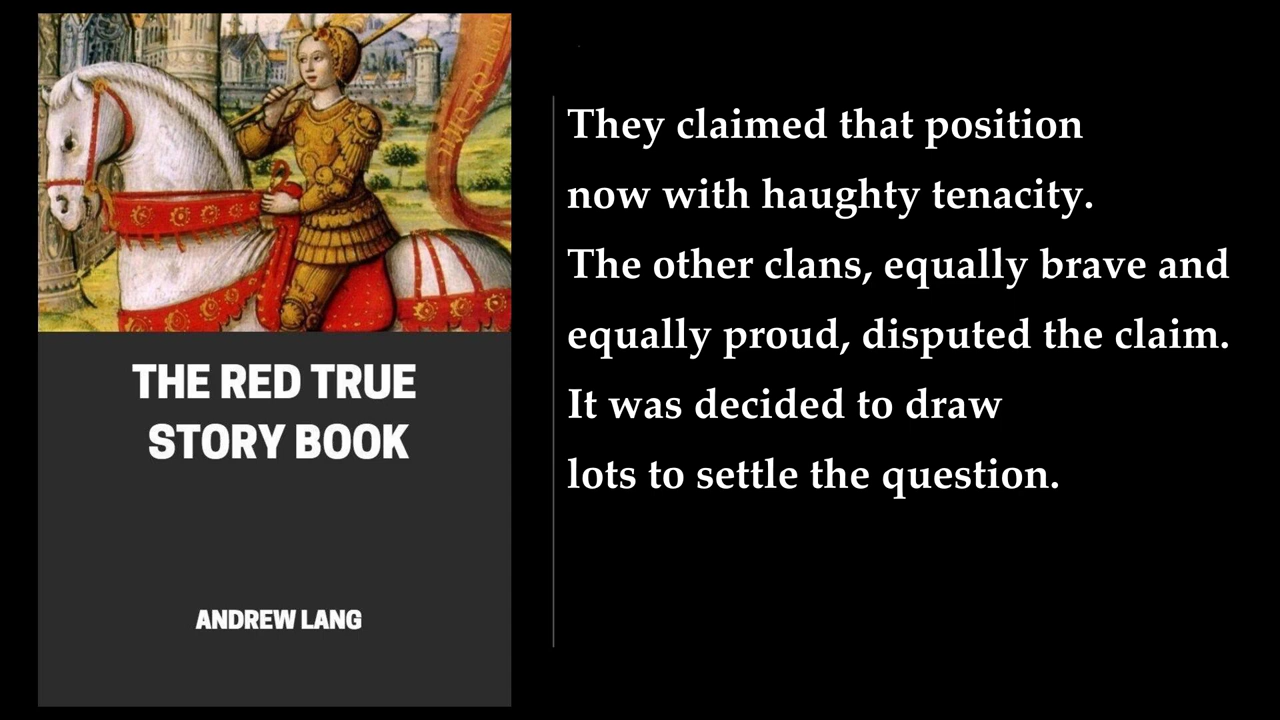 THE RED TRUE
STORY BOOK
ANDREW LANG
They claimed that position
now with haughty tenacity.
The other clans, equally brave and
equally proud, disputed the claim.
It was decided to draw
lots to settle the question.